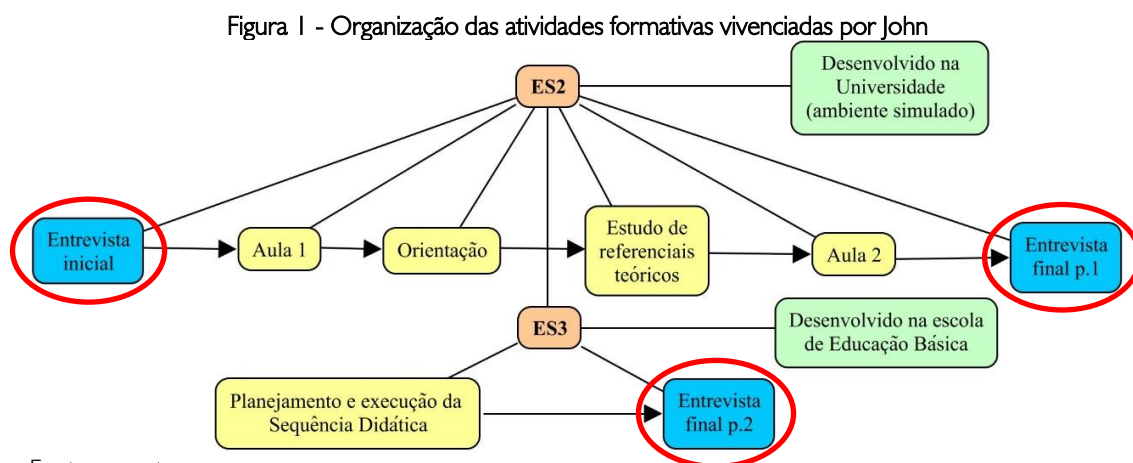 Figura 1 - Organização das atividades formativas vivenciadas por John
ES2
Desenvolvido na
Universidade
(ambiente simulado)
Entrevista
inicial
Aula 1
Orientação
Estudo de
referenciais
teóricos
Aula 2
Entrevista
final p.1
ES3
Desenvolvido na escola
de Educação Básica
Planejamento e execução da
Sequência Didática
Entrevista
final p.2